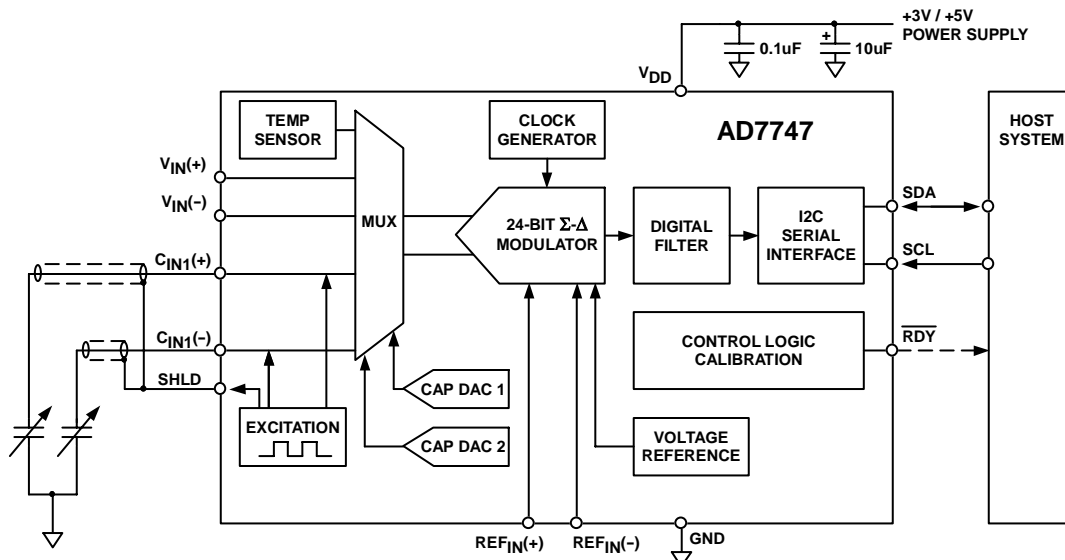 +3V / +5V
POWER SUPPLY
0.1uF
10uF
VDD
TEMP
SENSOR
CLOCK
GENERATOR
AD7747
HOST
SYSTEM
VIN(+)
VIN(−)
MUX
24-BIT Σ-Δ
MODULATOR
DIGITAL
FILTER
I2C
SERIAL
INTERFACE
SDA
SCL
CIN1(+)
CIN1(−)
SHLD
CONTROL LOGIC
CALIBRATION
RDY
CAP DAC 1
EXCITATION
CAP DAC 2
VOLTAGE
REFERENCE
REFIN(+)
REFIN(−)
GND